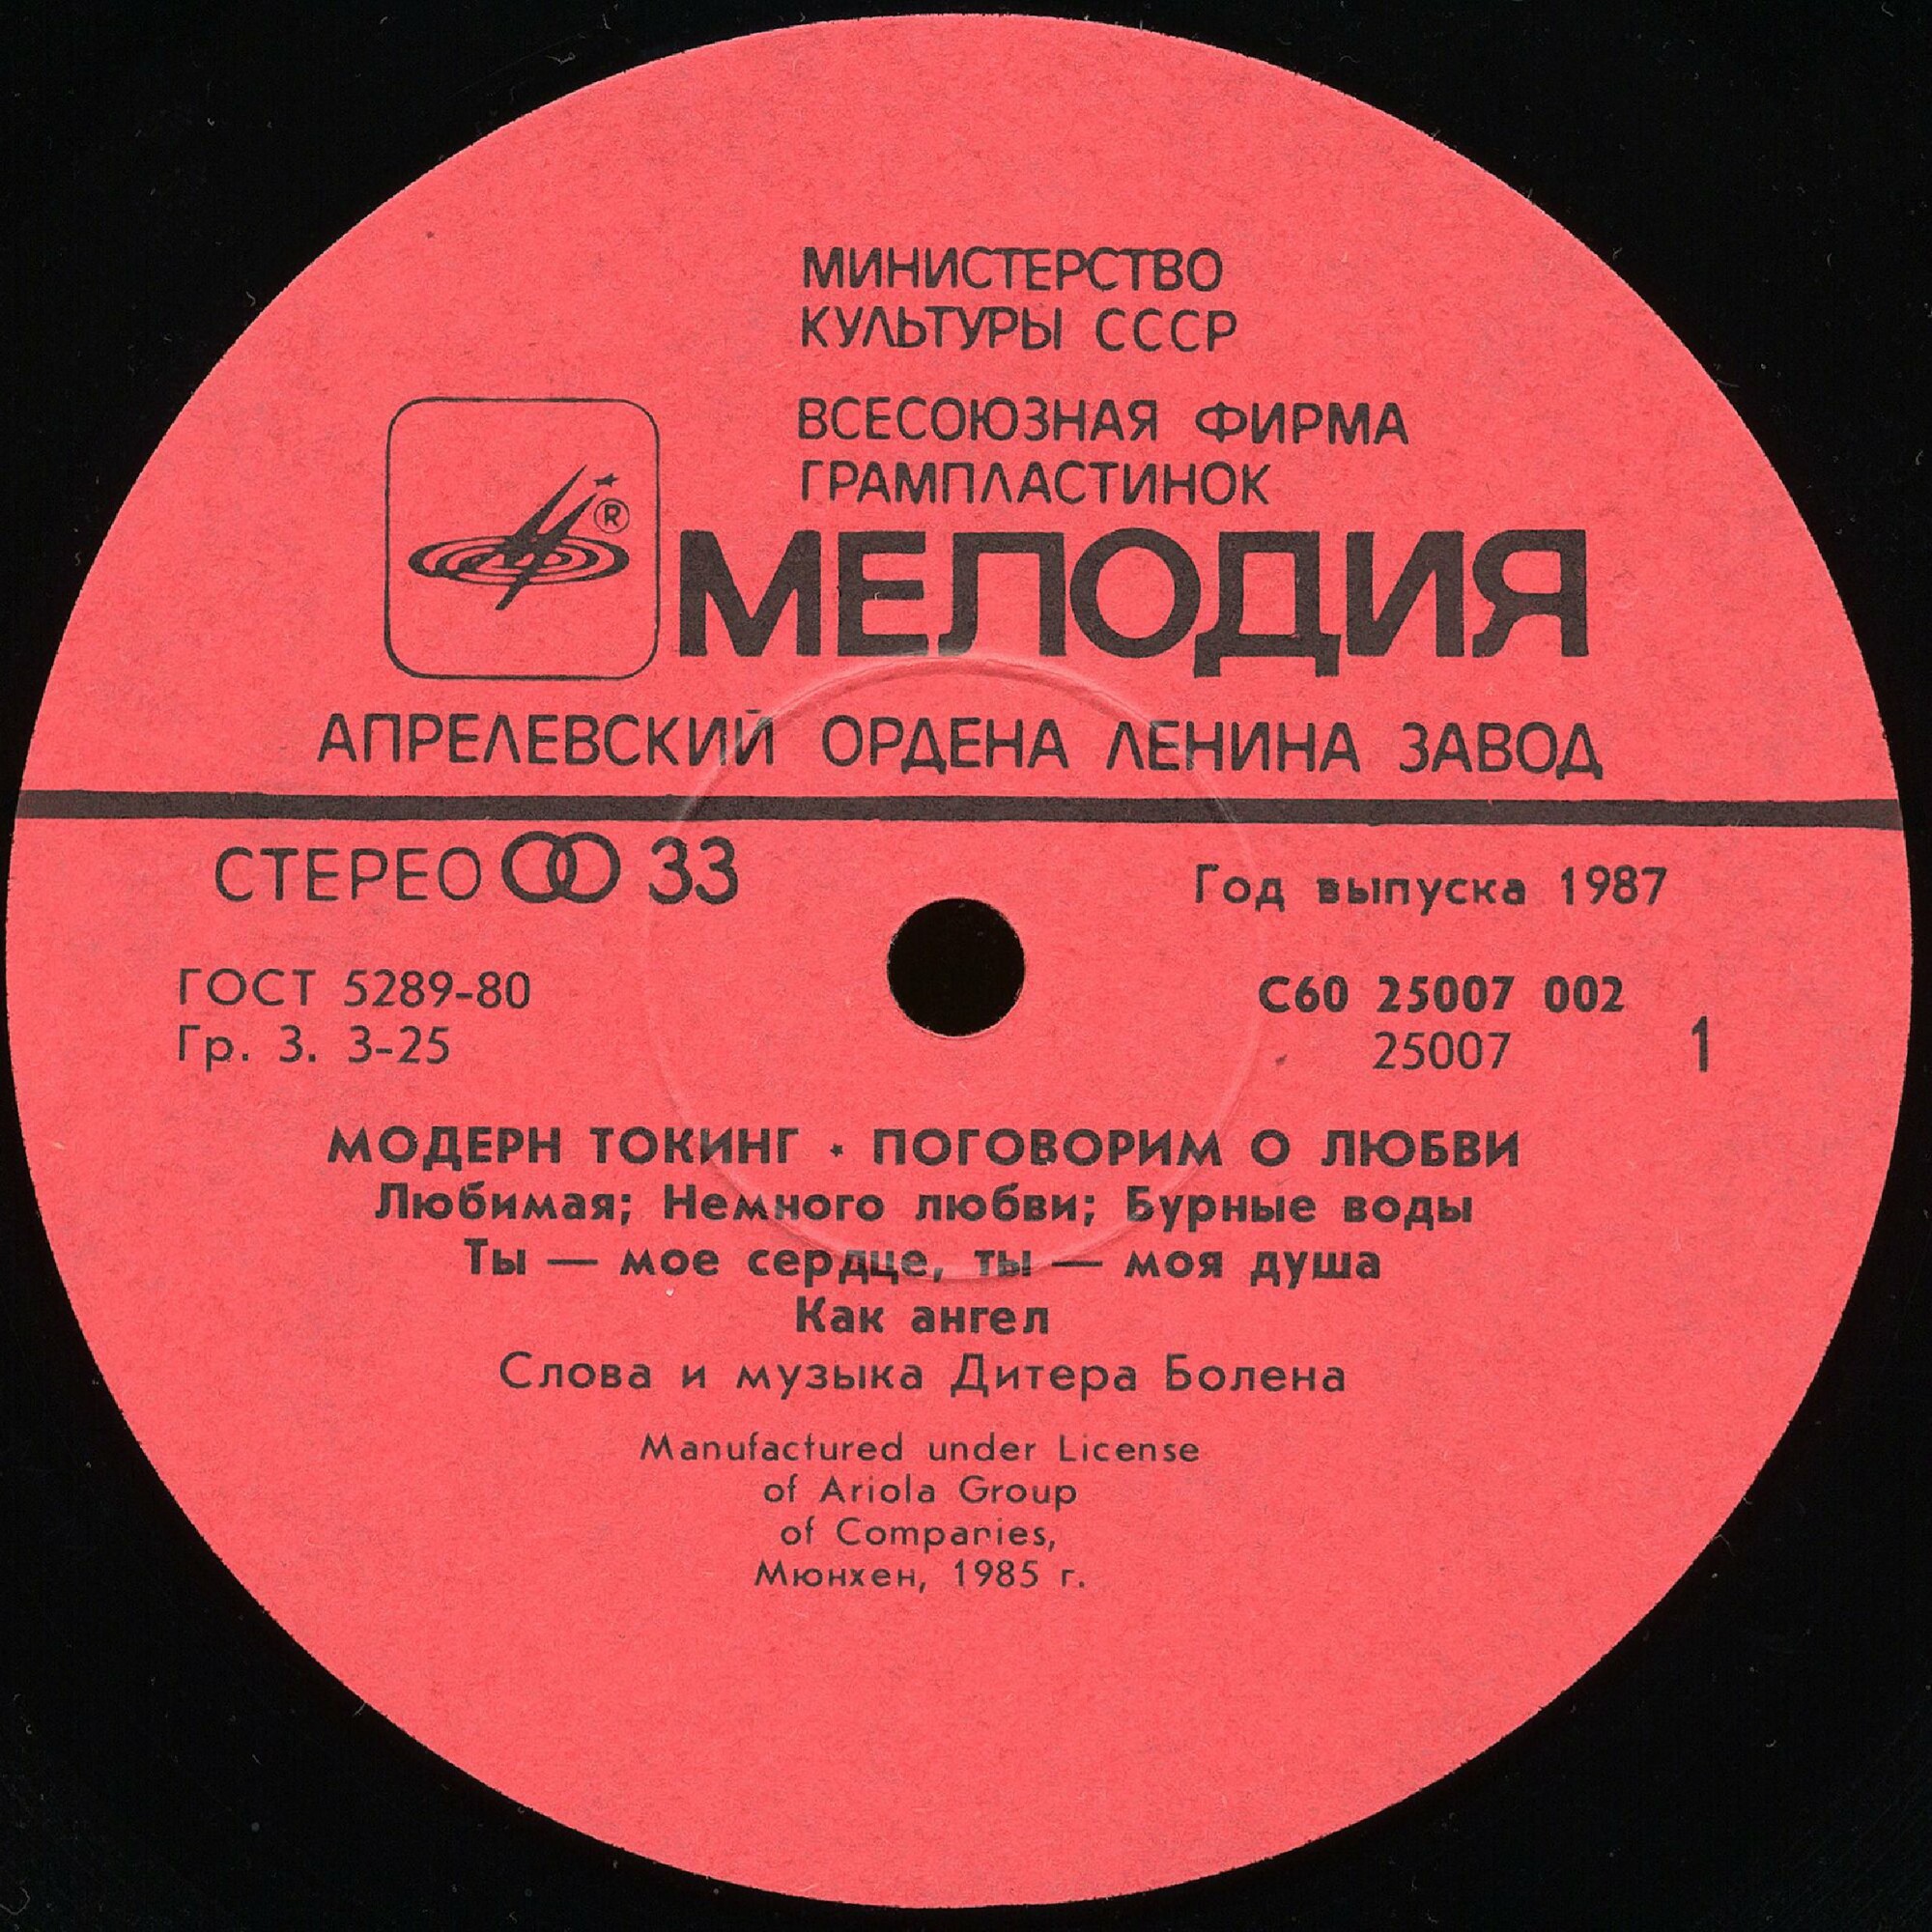 МИНИСТЕРСТВО
КУЛЬТУРЫ СССР
ВСЕСОЮЗНАЯ ФИРМА
ГРАМПЛАСТИНОК
®
МЕЛОДИЯ
АПРЕЛЕВСКИЙ ОРДЕНА ЛЕНИНА ЗАВОД
СТЕРЕО 33
Год выпуска 1987
ГОСТ 5289-80
Гр. 3. 3-25
С60 25007 002
25007
1
МОДЕРН ТОКИНГ · ПОГОВОРИМ О ЛЮБВИ
Любимая; Немного любви; Бурные воды
Ты — мое сердце, ты — моя душа
Как ангел
Слова и музыка Дитера Болена
Manufactured under License
of Ariola Group
of Companies,
Мюнхен, 1985 г.